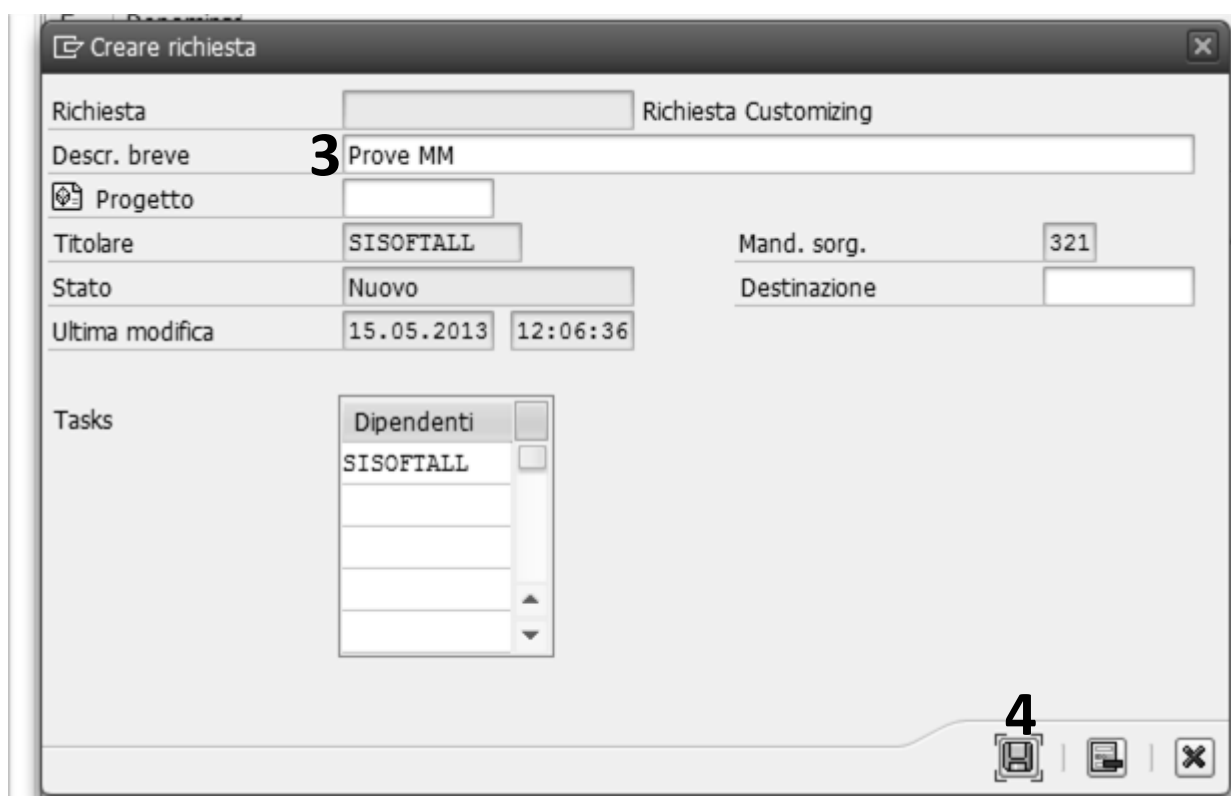 Creare richiesta
Richiesta Richiesta Customizing
Descr. breve 3 Prove MM
Progetto
Titolare SISOFTALL Mand. sorg. 321
Stato Nuovo Destinazione
Ultima modifica 15.05.2013 12:06:36
Tasks Dipendenti
SISOFTALL
4